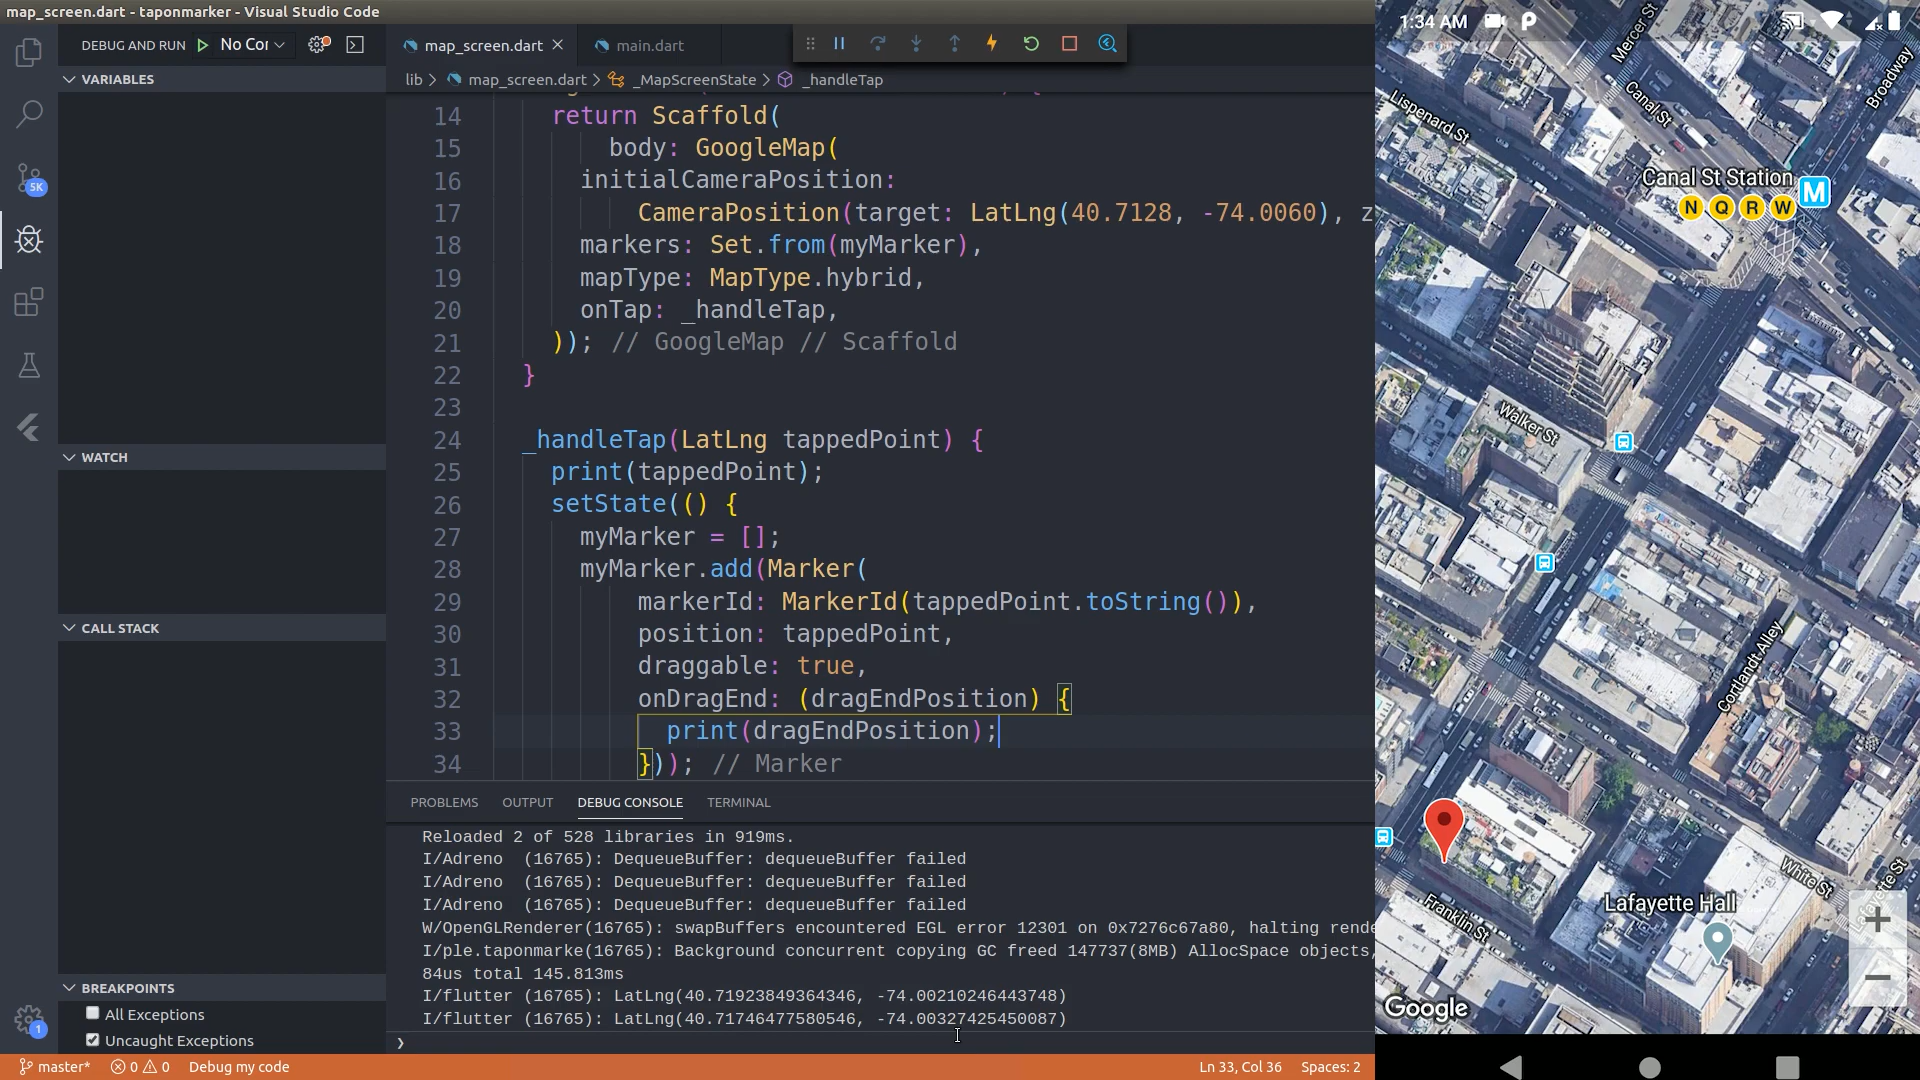 map_screen.dart - taponmarker - Visual Studio Code
DEBUG AND RUN
No Cor
map_screen.dart
main.dart
lib > map_screen.dart > _MapScreenState > _handleTap
VARIABLES
WATCH
CALL STACK
BREAKPOINTS
All Exceptions
Uncaught Exceptions
5K
1
14 return Scaffold(
15 body: GoogleMap(
16 initialCameraPosition:
17 CameraPosition(target: LatLng(40.7128, -74.0060), z
18 markers: Set.from(myMarker),
19 mapType: MapType.hybrid,
20 onTap: _handleTap,
21 )); // GoogleMap // Scaffold
22 }
23
24 _handleTap(LatLng tappedPoint) {
25 print(tappedPoint);
26 setState(() {
27 myMarker = [];
28 myMarker.add(Marker(
29 markerId: MarkerId(tappedPoint.toString()),
30 position: tappedPoint,
31 draggable: true,
32 onDragEnd: (dragEndPosition) {
33 print(dragEndPosition);
34 })); // Marker
PROBLEMS OUTPUT DEBUG CONSOLE TERMINAL
Reloaded 2 of 528 libraries in 919ms.
I/Adreno (16765): DequeueBuffer: dequeueBuffer failed
I/Adreno (16765): DequeueBuffer: dequeueBuffer failed
I/Adreno (16765): DequeueBuffer: dequeueBuffer failed
W/OpenGLRenderer(16765): swapBuffers encountered EGL error 12301 on 0x7276c67a80, halting rende
I/ple.taponmarke(16765): Background concurrent copying GC freed 147737(8MB) AllocSpace objects,
84us total 145.813ms
I/flutter (16765): LatLng(40.71923849364346, -74.00210246443748)
I/flutter (16765): LatLng(40.71746477580546, -74.00327425450087)
master* 0 0 Debug my code Ln 33, Col 36 Spaces: 2
1:34 AM
Mercer St
Broadway
Lispenard St
Canal St
Canal St Station
M
N Q R W
Walker St
Cortlandt Alley
White St
Lafayette St
Lafayette Hall
Franklin St
Google